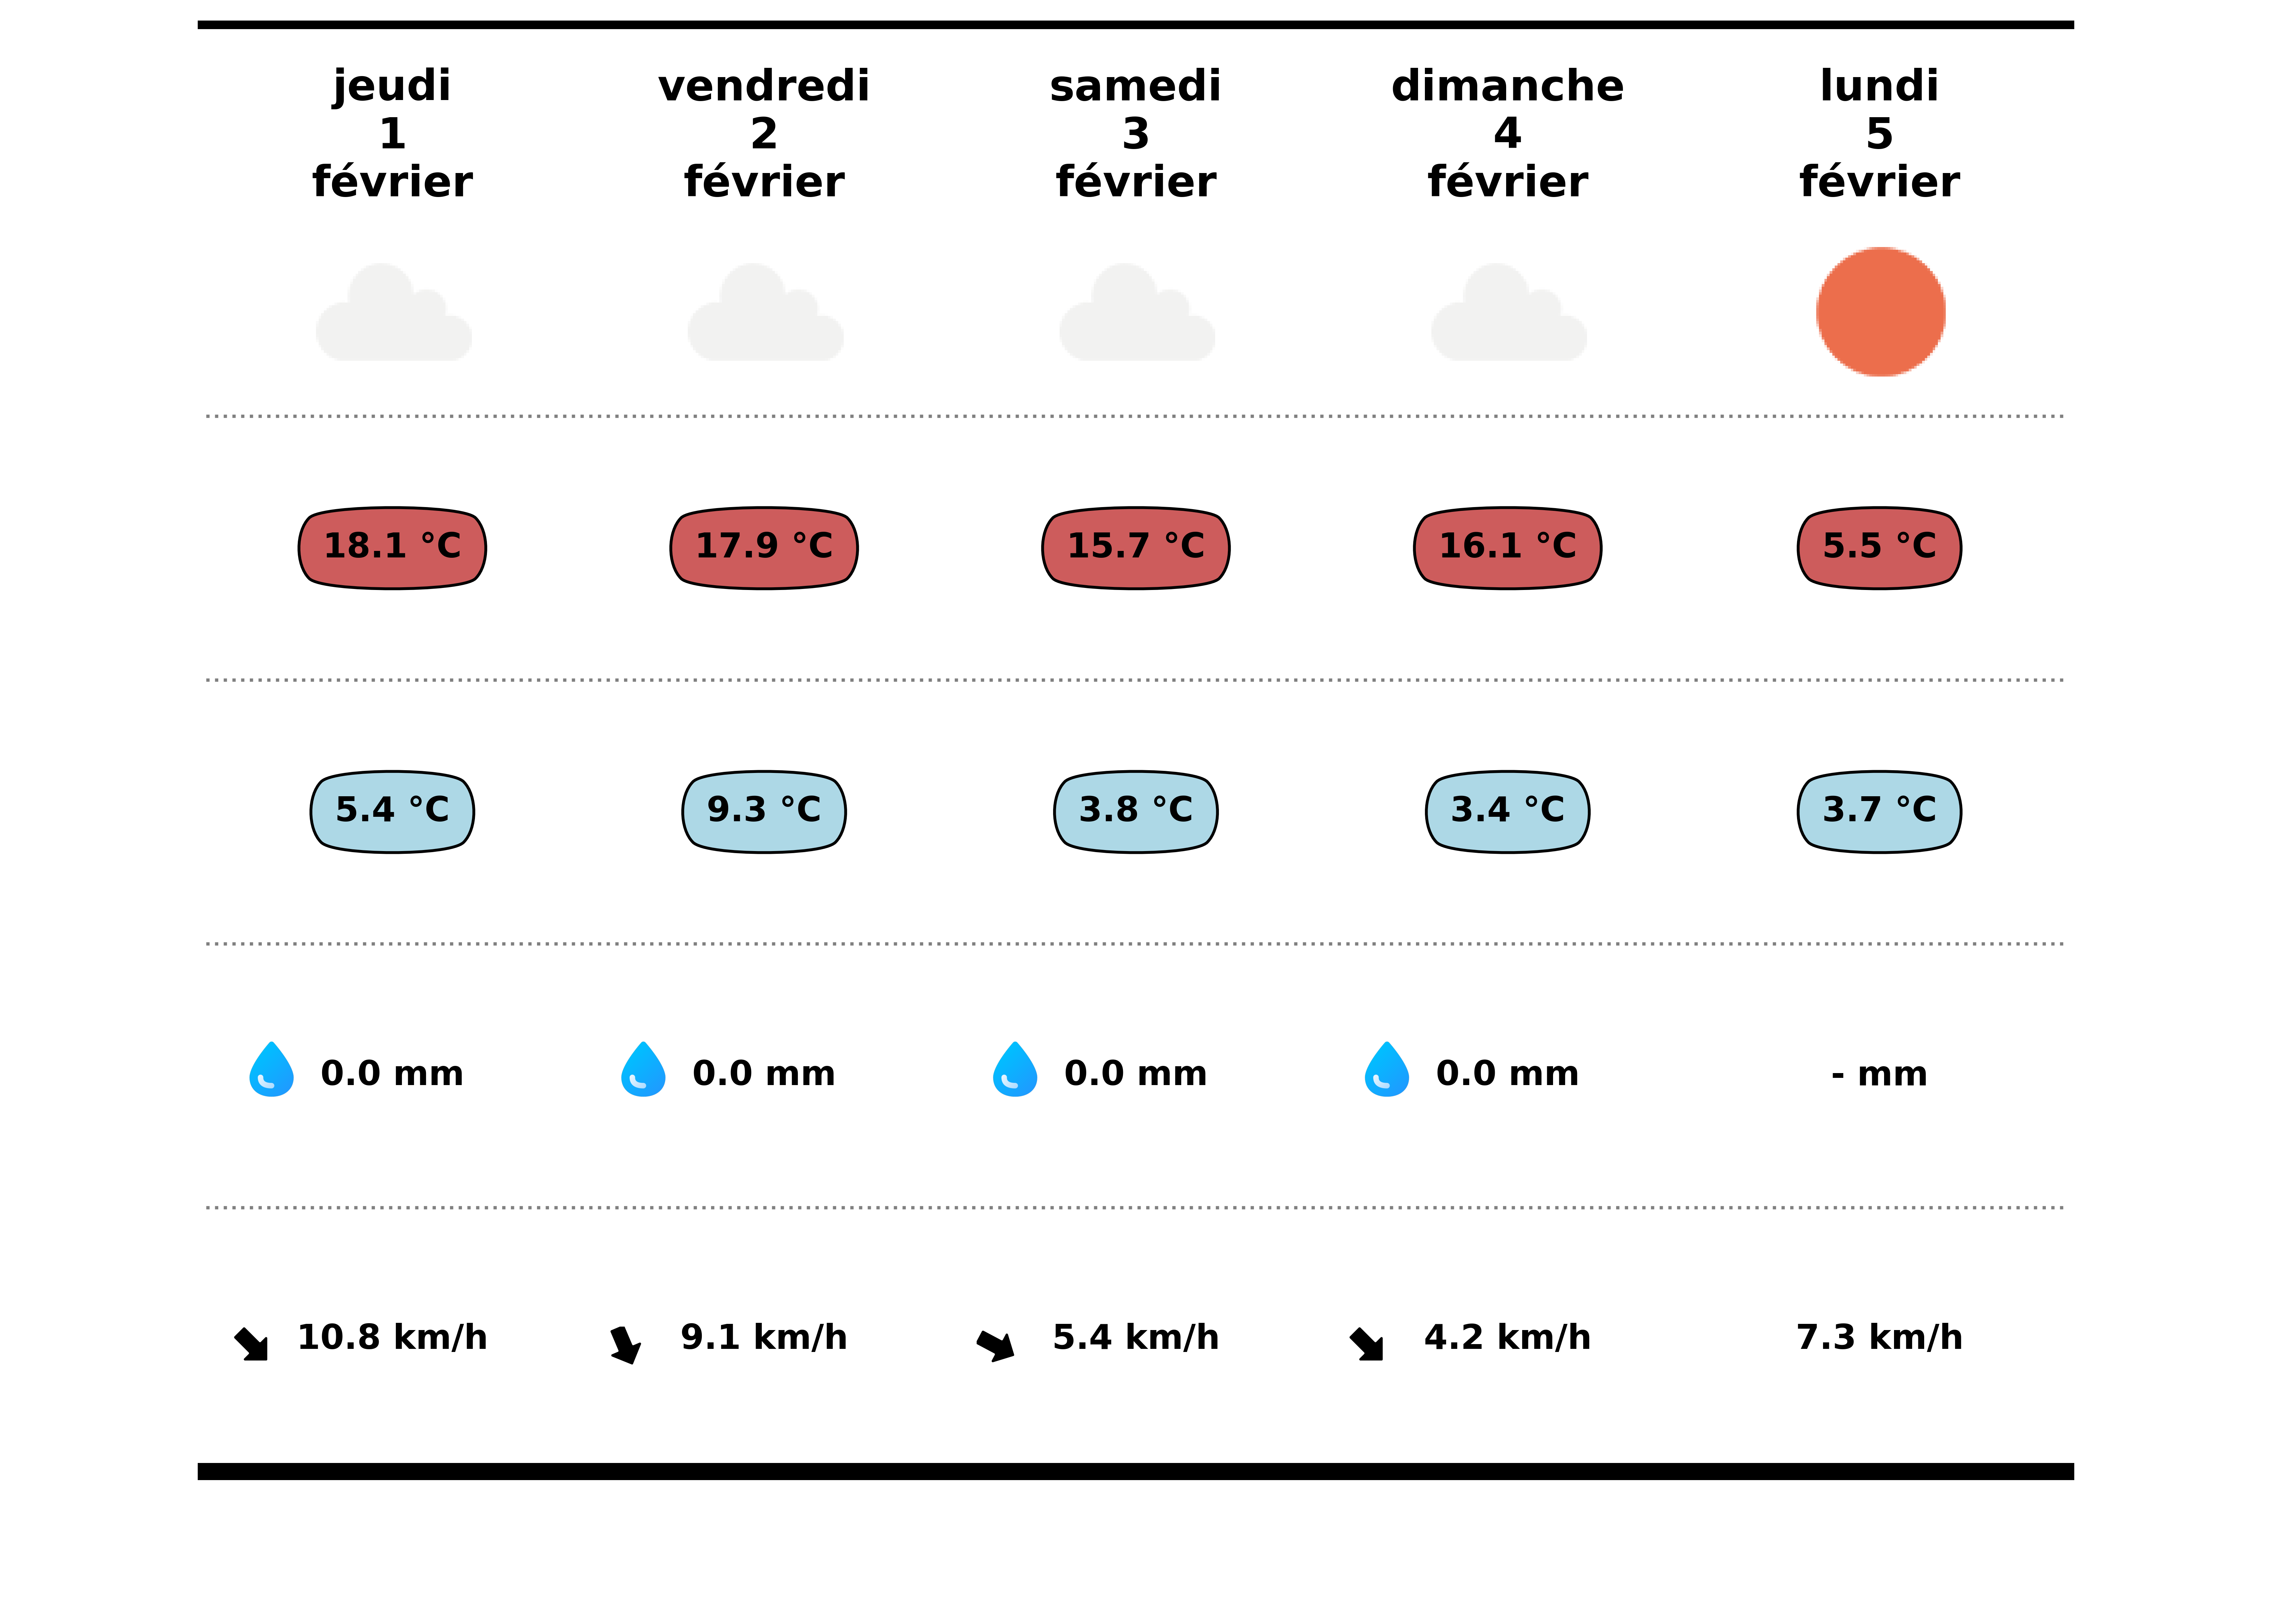 jeudi
1
février
vendredi
2
février
samedi
3
février
dimanche
4
février
lundi
5
février
18.1 °C
17.9 °C
15.7 °C
16.1 °C
5.5 °C
5.4 °C
9.3 °C
3.8 °C
3.4 °C
3.7 °C
0.0 mm
0.0 mm
0.0 mm
0.0 mm
- mm
10.8 km/h
9.1 km/h
5.4 km/h
4.2 km/h
7.3 km/h